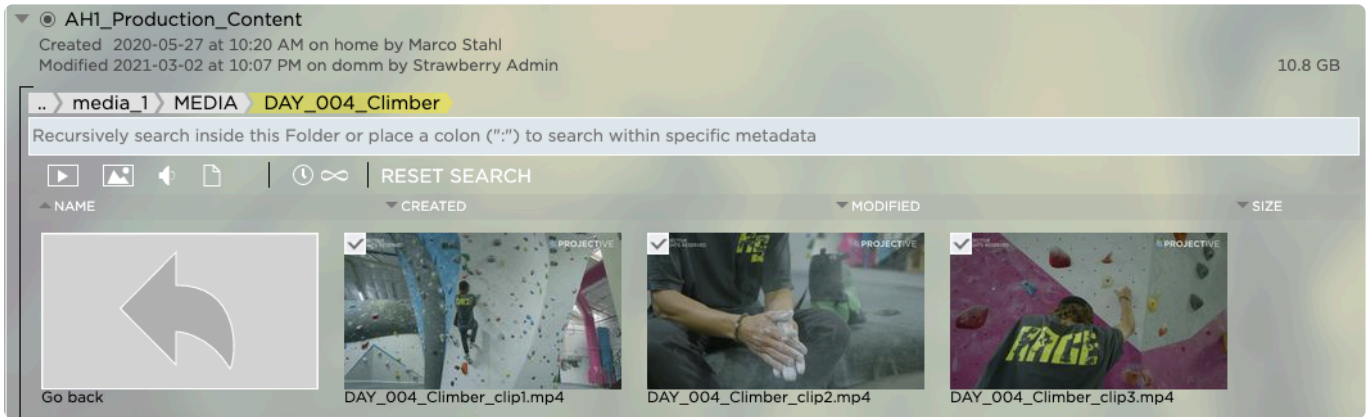 AH1_Production_Content
Created 2020-05-27 at 10:20 AM on home by Marco Stahl
Modified 2021-03-02 at 10:07 PM on domm by Strawberry Admin
10.8 GB
.. media_1 MEDIA DAY_004_Climber
Recursively search inside this Folder or place a colon (":") to search within specific metadata
RESET SEARCH
NAME CREATED MODIFIED SIZE
PROJECTIVE PROJECTIVE PROJECTIVE
RAGE
Go back DAY_004_Climber_clip1.mp4 DAY_004_Climber_clip2.mp4 DAY_004_Climber_clip3.mp4